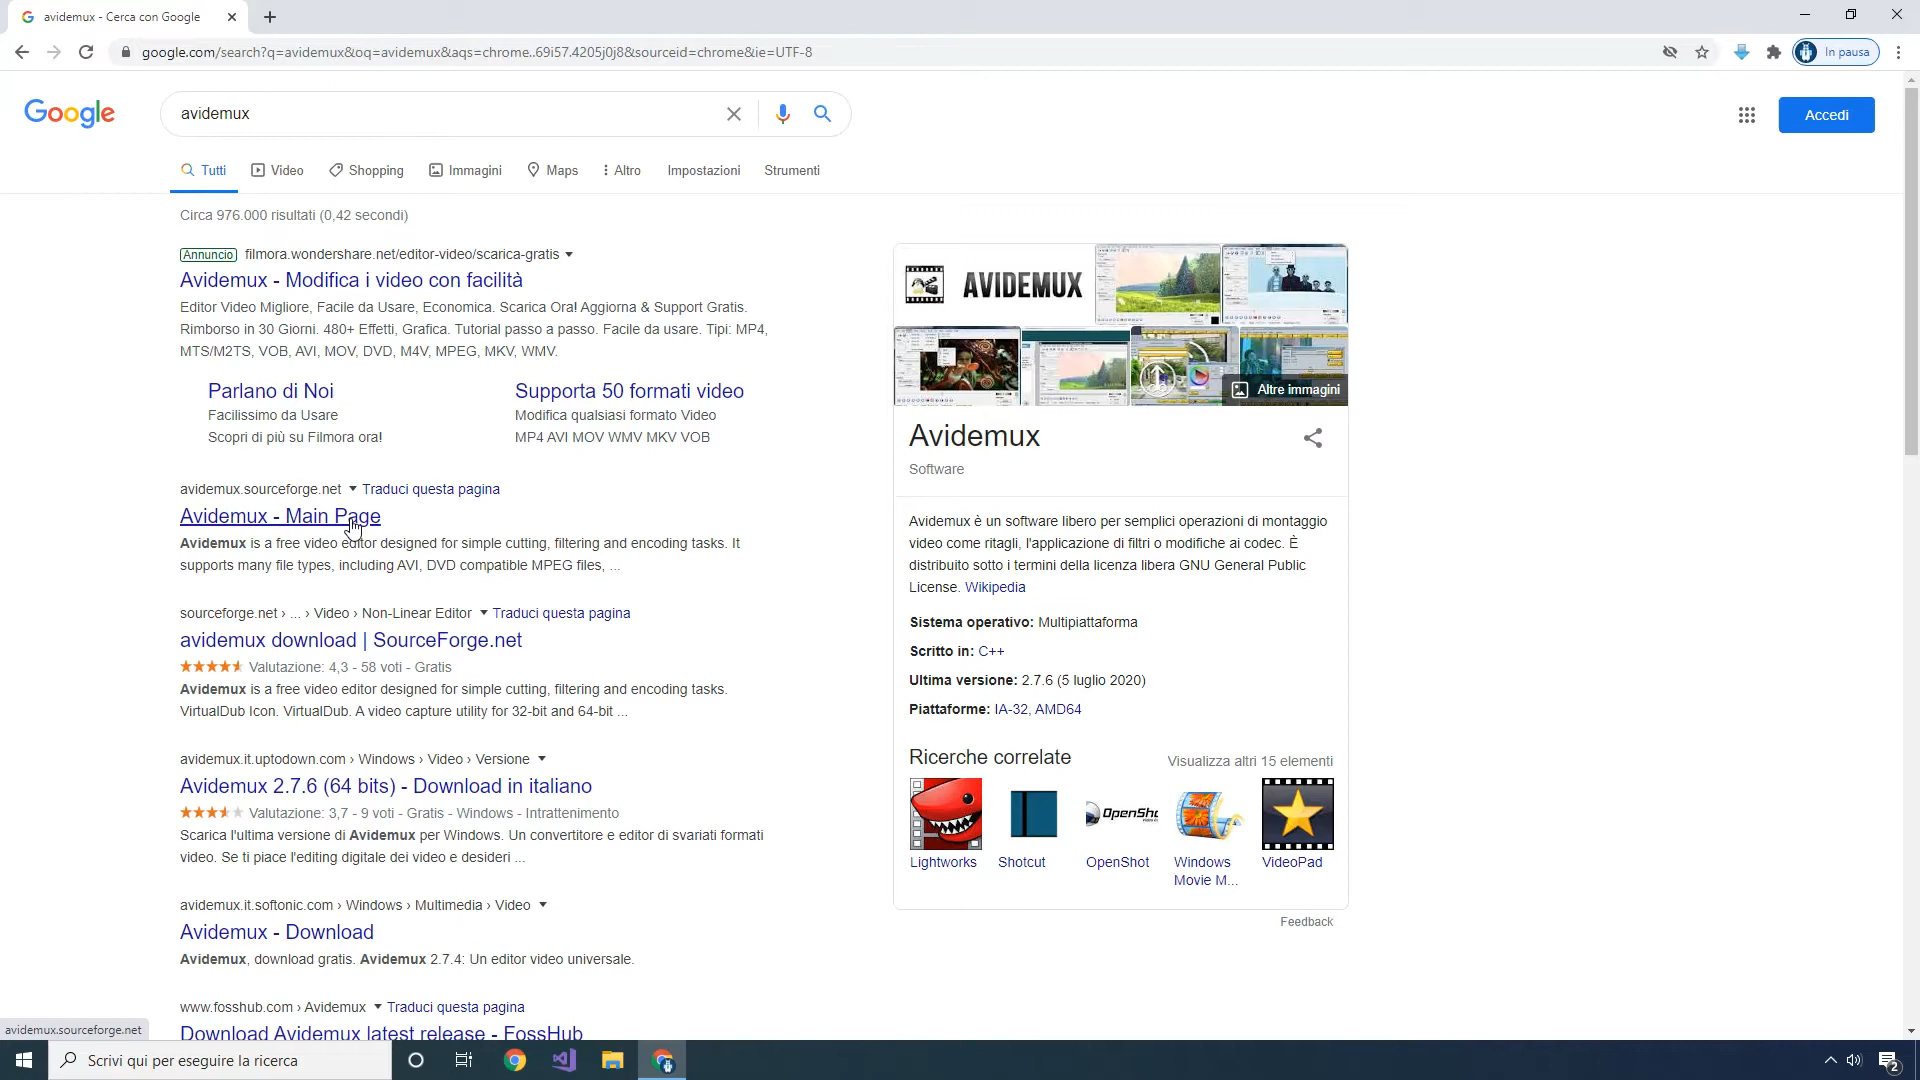 avidemux - Cerca con Google
google.com/search?q=avidemux&oq=avidemux&aqs=chrome..69i57.4205j0j8&sourceid=chrome&ie=UTF-8
In pausa
Google
avidemux
Accedi
Tutti
Video
Shopping
Immagini
Maps
Altro
Impostazioni
Strumenti
Circa 976.000 risultati (0,42 secondi)
Annuncio filmora.wondershare.net/editor-video/scarica-gratis
Avidemux - Modifica i video con facilità
Editor Video Migliore, Facile da Usare, Economica. Scarica Ora! Aggiorna & Support Gratis.
Rimborso in 30 Giorni. 480+ Effetti, Grafica. Tutorial passo a passo. Facile da usare. Tipi: MP4,
MTS/M2TS, VOB, AVI, MOV, DVD, M4V, MPEG, MKV, WMV.
Parlano di Noi
Facilissimo da Usare
Scopri di più su Filmora ora!
Supporta 50 formati video
Modifica qualsiasi formato Video
MP4 AVI MOV WMV MKV VOB
avidemux.sourceforge.net Traduci questa pagina
Avidemux - Main Page
Avidemux is a free video editor designed for simple cutting, filtering and encoding tasks. It
supports many file types, including AVI, DVD compatible MPEG files, ...
sourceforge.net › ... › Video › Non-Linear Editor Traduci questa pagina
avidemux download | SourceForge.net
Valutazione: 4,3 - 58 voti - Gratis
Avidemux is a free video editor designed for simple cutting, filtering and encoding tasks.
VirtualDub Icon. VirtualDub. A video capture utility for 32-bit and 64-bit ...
avidemux.it.uptodown.com › Windows › Video › Versione
Avidemux 2.7.6 (64 bits) - Download in italiano
Valutazione: 3,7 - 9 voti - Gratis - Windows - Intrattenimento
Scarica l'ultima versione di Avidemux per Windows. Un convertitore e editor di svariati formati
video. Se ti piace l'editing digitale dei video e desideri ...
avidemux.it.softonic.com › Windows › Multimedia › Video
Avidemux - Download
Avidemux, download gratis. Avidemux 2.7.4: Un editor video universale.
www.fosshub.com › Avidemux Traduci questa pagina
Download Avidemux latest release - FossHub
AVIDEMUX
Altre immagini
Avidemux
Software
Avidemux è un software libero per semplici operazioni di montaggio
video come ritagli, l'applicazione di filtri o modifiche ai codec. È
distribuito sotto i termini della licenza libera GNU General Public
License. Wikipedia
Sistema operativo: Multipiattaforma
Scritto in: C++
Ultima versione: 2.7.6 (5 luglio 2020)
Piattaforme: IA-32, AMD64
Ricerche correlate
Visualizza altri 15 elementi
Lightworks
Shotcut
OpenShot
Windows
Movie M...
VideoPad
Feedback
avidemux.sourceforge.net
Scrivi qui per eseguire la ricerca
2